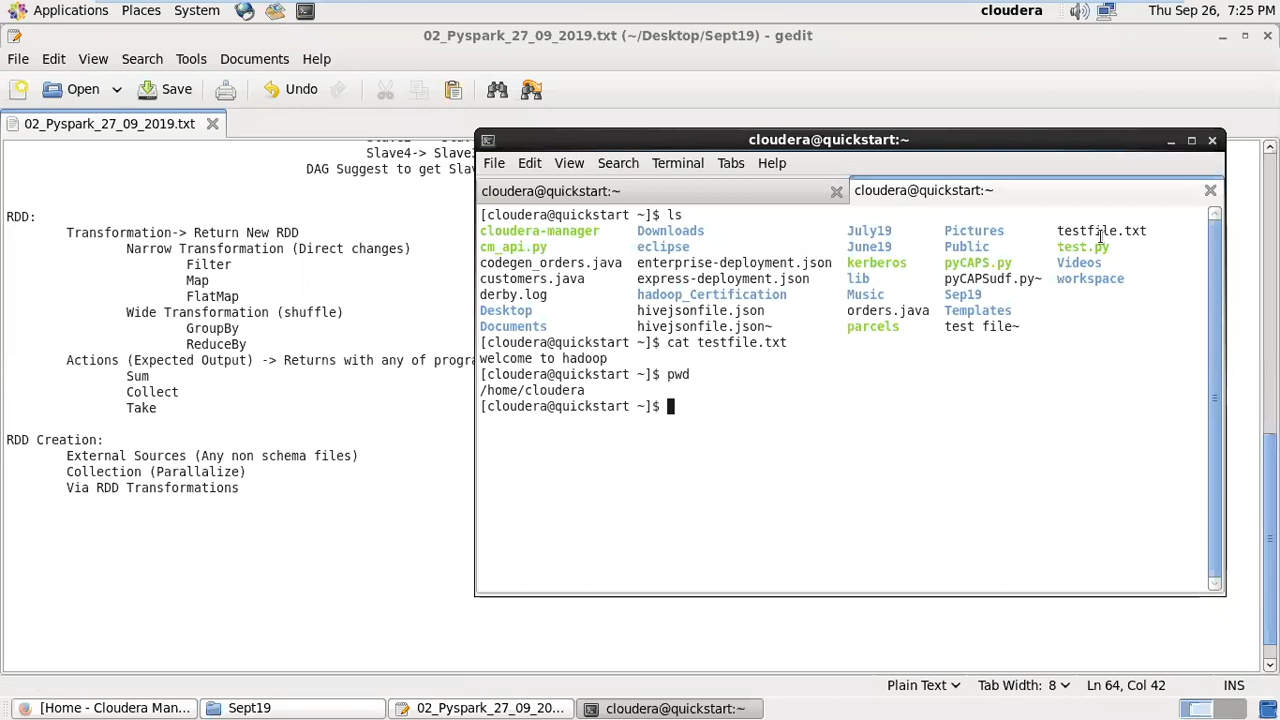 Applications Places System cloudera Thu Sep 26, 7:25 PM
02_Pyspark_27_09_2019.txt (~/Desktop/Sept19) - gedit
File Edit View Search Tools Documents Help
Open Save Undo
02_Pyspark_27_09_2019.txt
Slave4-> Slave
DAG Suggest to get Slav
RDD:
Transformation-> Return New RDD
Narrow Transformation (Direct changes)
Filter
Map
FlatMap
Wide Transformation (shuffle)
GroupBy
ReduceBy
Actions (Expected Output) -> Returns with any of progr
Sum
Collect
Take
RDD Creation:
External Sources (Any non schema files)
Collection (Parallalize)
Via RDD Transformations
cloudera@quickstart:~
File Edit View Search Terminal Tabs Help
cloudera@quickstart:~ cloudera@quickstart:~
[cloudera@quickstart ~]$ ls
cloudera-manager Downloads July19 Pictures testfile.txt
cm_api.py eclipse June19 Public test.py
codegen_orders.java enterprise-deployment.json kerberos pyCAPS.py Videos
customers.java express-deployment.json lib pyCAPSudf.py~ workspace
derby.log hadoop_Certification Music Sep19
Desktop hivejsonfile.json orders.java Templates
Documents hivejsonfile.json~ parcels test file~
[cloudera@quickstart ~]$ cat testfile.txt
welcome to hadoop
[cloudera@quickstart ~]$ pwd
/home/cloudera
[cloudera@quickstart ~]$
Plain Text Tab Width: 8 Ln 64, Col 42 INS
[Home - Cloudera Man... Sept19 02_Pyspark_27_09_20... cloudera@quickstart:~